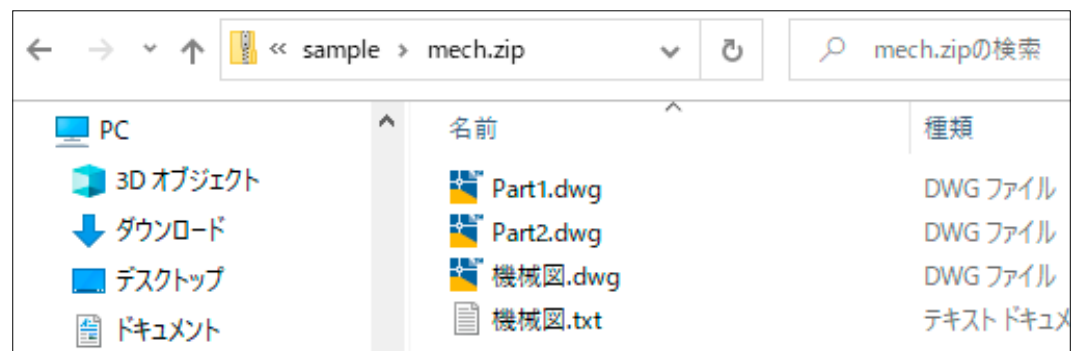 « sample › mech.zip
mech.zipの検索
PC
3D オブジェクト
ダウンロード
デスクトップ
ドキュメント
名前 種類
Part1.dwg DWG ファイル
Part2.dwg DWG ファイル
機械図.dwg DWG ファイル
機械図.txt テキスト ドキュメ